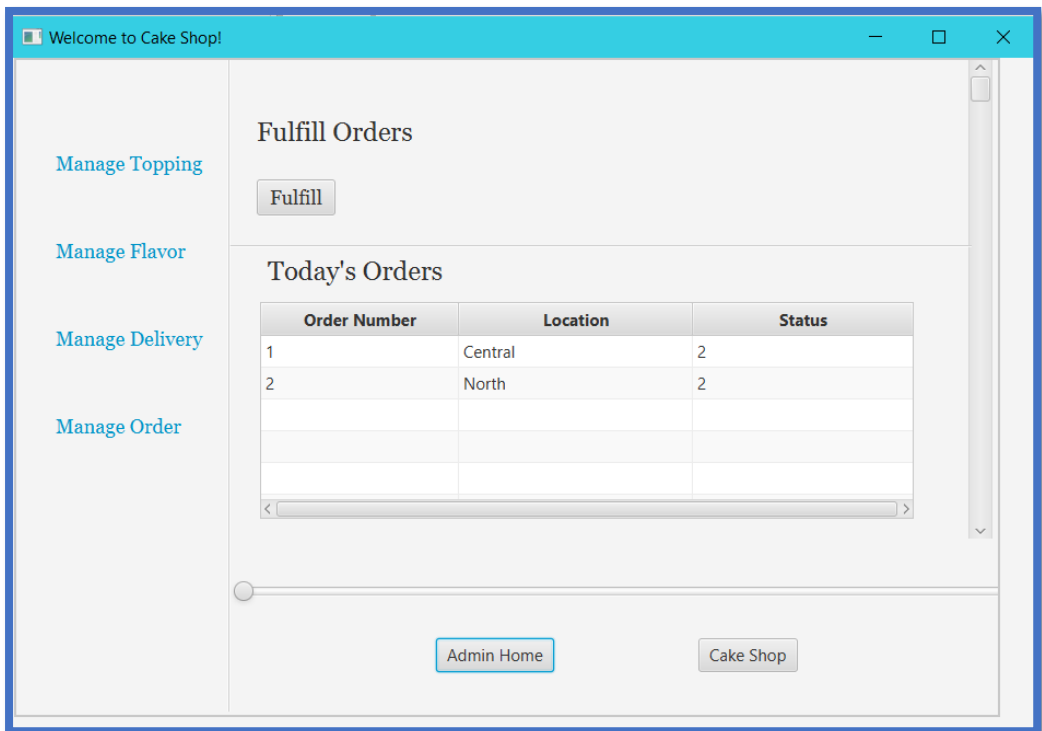 Welcome to Cake Shop!
Manage Topping
Manage Flavor
Manage Delivery
Manage Order
Fulfill Orders
Fulfill
Today's Orders
Order Number Location Status
1 Central 2
2 North 2
Admin Home Cake Shop